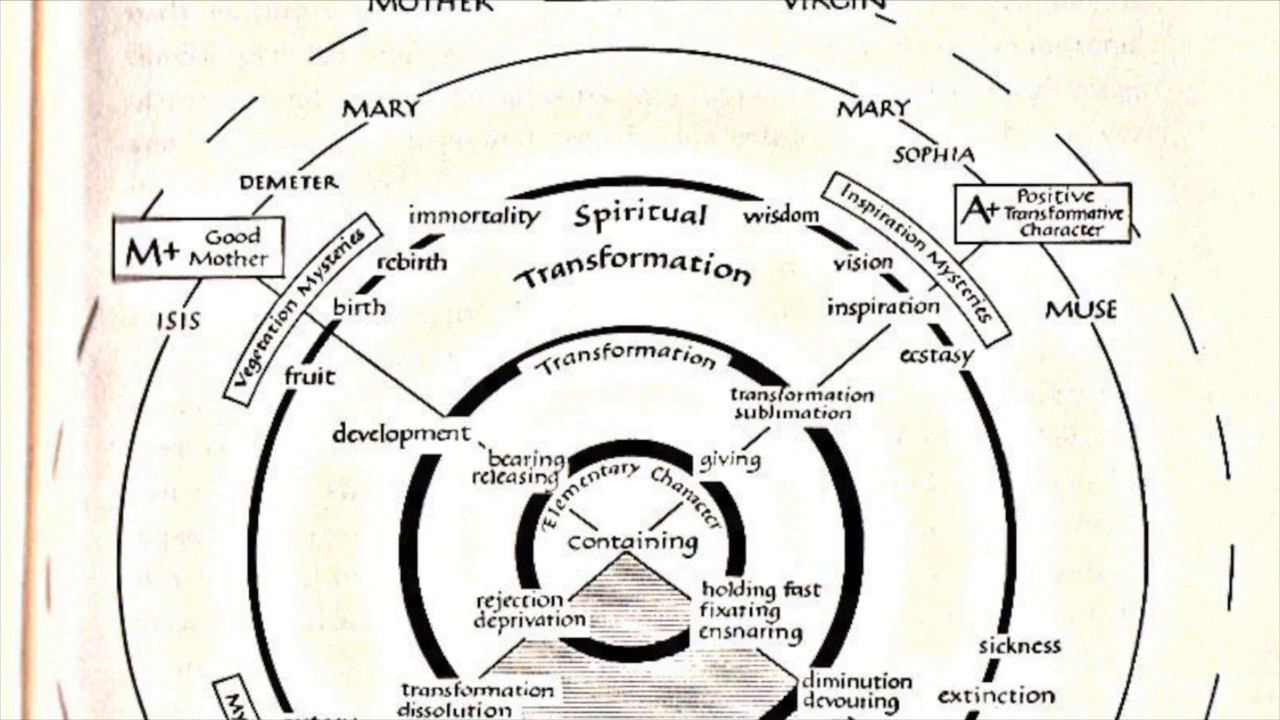 MOTHER
VIRGIN
MARY
MARY
SOPHIA
DEMETER
immortality
Spiritual
wisdom
Inspiration Mysteries
A+ Positive
Transformative
Character
M+ Good
Mother
Vegetation Mysteries
rebirth
Transformation
vision
birth
inspiration
ISIS
MUSE
Transformation
ecstasy
fruit
transformation
sublimation
development
bearing
releasing
giving
Elementary Character
containing
rejection
deprivation
holding fast
fixating
ensnaring
sickness
transformation
dissolution
diminution
devouring
extinction